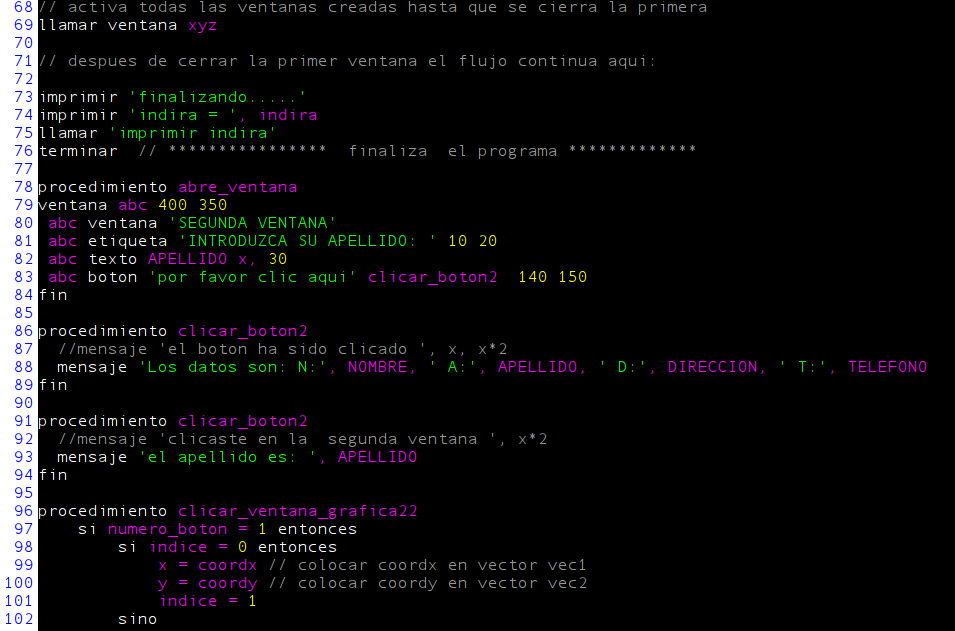 68 // activa todas las ventanas creadas hasta que se cierra la primera
69 llamar ventana xyz
70
71 // despues de cerrar la primer ventana el flujo continua aqui:
72
73 imprimir 'finalizando.....'
74 imprimir 'indira = ', indira
75 llamar 'imprimir indira'
76 terminar  // ****************  finaliza  el programa *************
77
78 procedimiento abre_ventana
79 ventana abc 400 350
80  abc ventana 'SEGUNDA VENTANA'
81  abc etiqueta 'INTRODUZCA SU APELLIDO: ' 10 20
82  abc texto APELLIDO x, 30
83  abc boton 'por favor clic aqui' clicar_boton2  140 150
84 fin
85
86 procedimiento clicar_boton2
87   //mensaje 'el boton ha sido clicado ', x, x*2
88   mensaje 'Los datos son: N:', NOMBRE, ' A:', APELLIDO, ' D:', DIRECCION, ' T:', TELEFONO
89 fin
90
91 procedimiento clicar_boton2
92   //mensaje 'clicaste en la  segunda ventana ', x*2
93   mensaje 'el apellido es: ', APELLIDO
94 fin
95
96 procedimiento clicar_ventana_grafica22
97     si numero_boton = 1 entonces
98         si indice = 0 entonces
99             x = coordx // colocar coordx en vector vec1
100             y = coordy // colocar coordy en vector vec2
101             indice = 1
102         sino